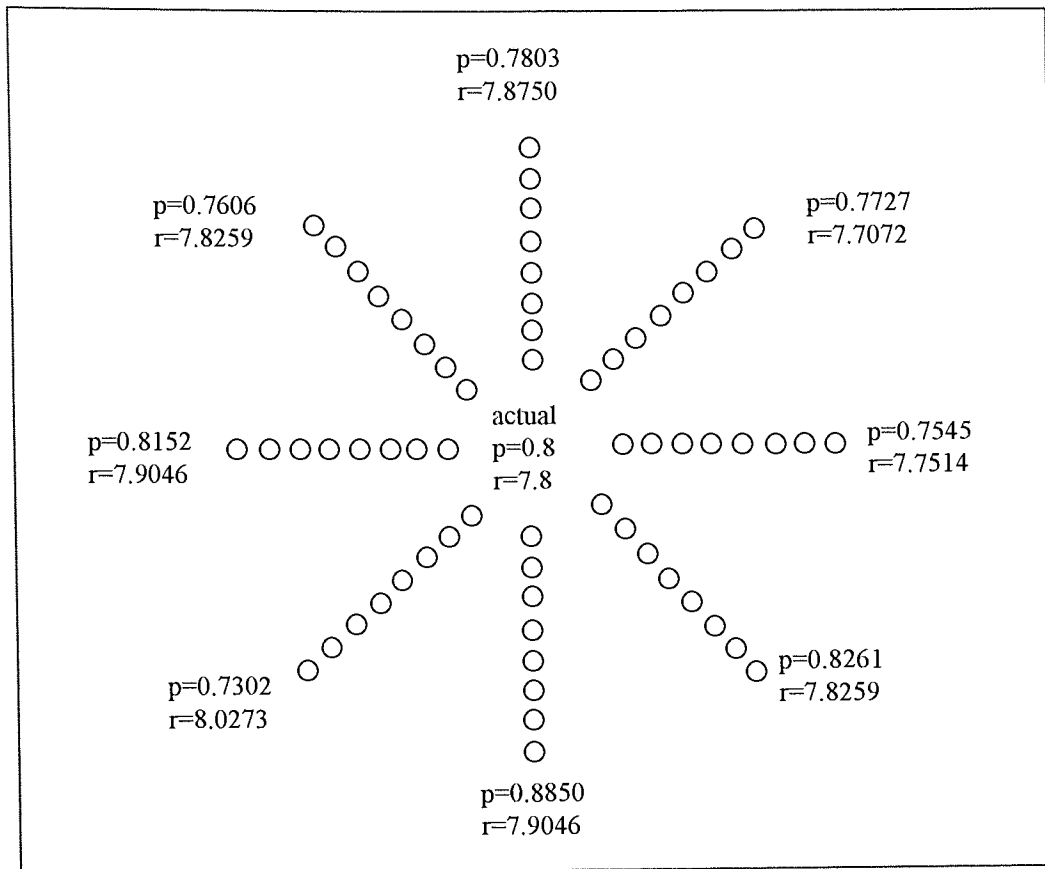 p=0.7803
r=7.8750
p=0.7606
r=7.8259
p=0.7727
r=7.7072
actual
p=0.8
r=7.8
p=0.8152
r=7.9046
p=0.7545
r=7.7514
p=0.7302
r=8.0273
p=0.8261
r=7.8259
p=0.8850
r=7.9046